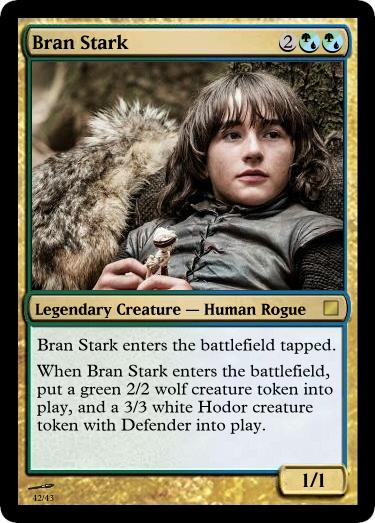 Bran Stark 2
Legendary Creature — Human Rogue
Bran Stark enters the battlefield tapped.
When Bran Stark enters the battlefield,
put a green 2/2 wolf creature token into
play, and a 3/3 white Hodor creature
token with Defender into play.
1/1
42/43